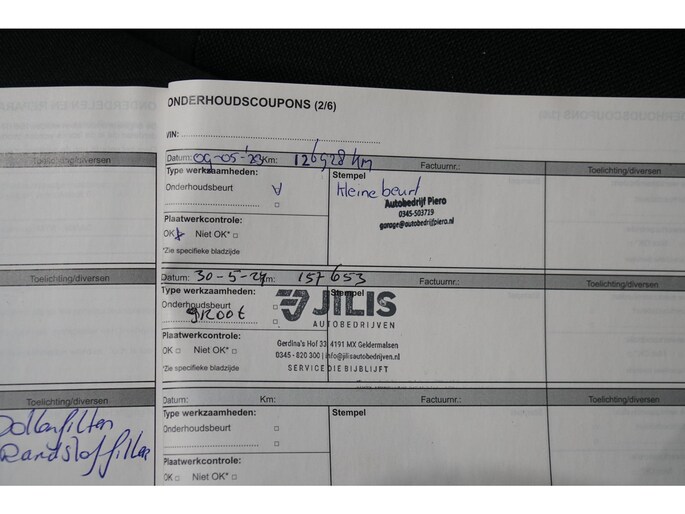 ONDERHOUDSCOUPONS (2/6)
VIN:
Datum: 09-05-'23 Km: 126928 km Factuurnr.:
Toelichting/diversen
Type werkzaamheden:
Stempel
Toelichting/diversen
Onderhoudsbeurt V
kleine beurt
Autobedrijf Piero
0345-503719
garage@autobedrijfpiero.nl
Plaatwerkcontrole:
OK Niet OK*
*Zie specifieke bladzijde
Toelichting/diversen
Datum: 30-5-24 157653 Factuurnr.:
Toelichting/diversen
Type werkzaamheden:
Stempel
Onderhoudsbeurt
groot
JILIS
AUTOBEDRIJVEN
Plaatwerkcontrole:
OK Niet OK*
*Zie specifieke bladzijde
Gerdina's Hof 33 4191 MX Geldermalsen
0345 - 820 300 | info@jilisautobedrijven.nl
SERVICE DIE BIJBLIJFT
Toelichting/diversen
Datum: Km: Factuurnr.:
Toelichting/diversen
Type werkzaamheden:
Stempel
Onderhoudsbeurt
Plaatwerkcontrole:
OK Niet OK*
Pollenfilter